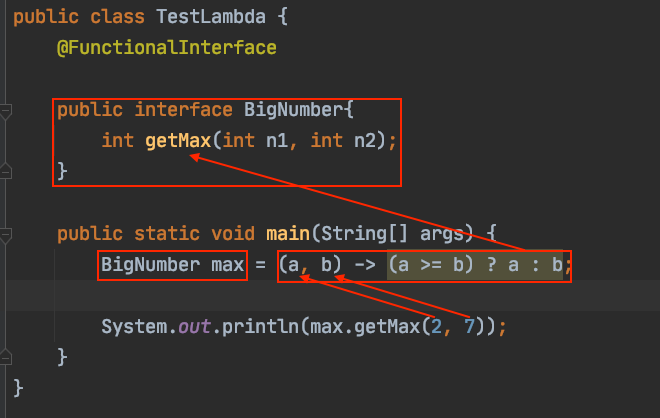 public class TestLambda {
@FunctionalInterface
public interface BigNumber{
int getMax(int n1, int n2);
}
public static void main(String[] args) {
BigNumber max = (a, b) -> (a >= b) ? a : b;
System.out.println(max.getMax(2, 7));
}
}